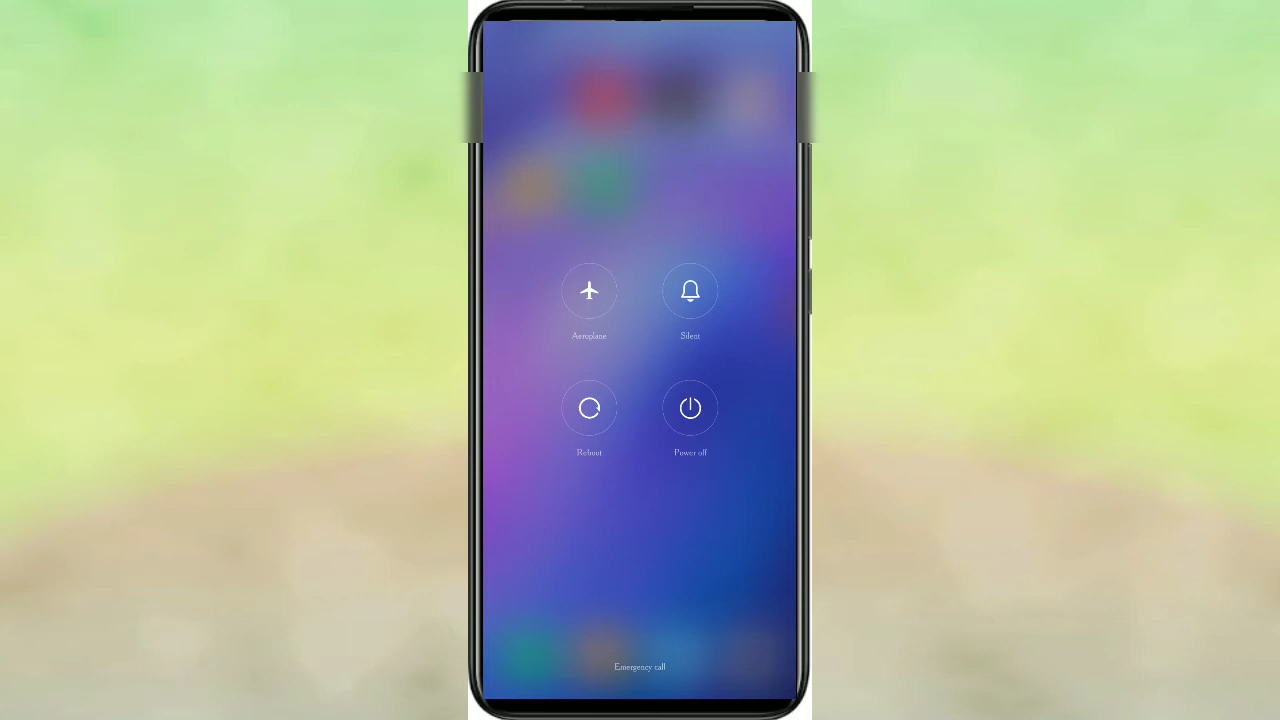 Aeroplane
Silent
Reboot
Power off
Emergency call